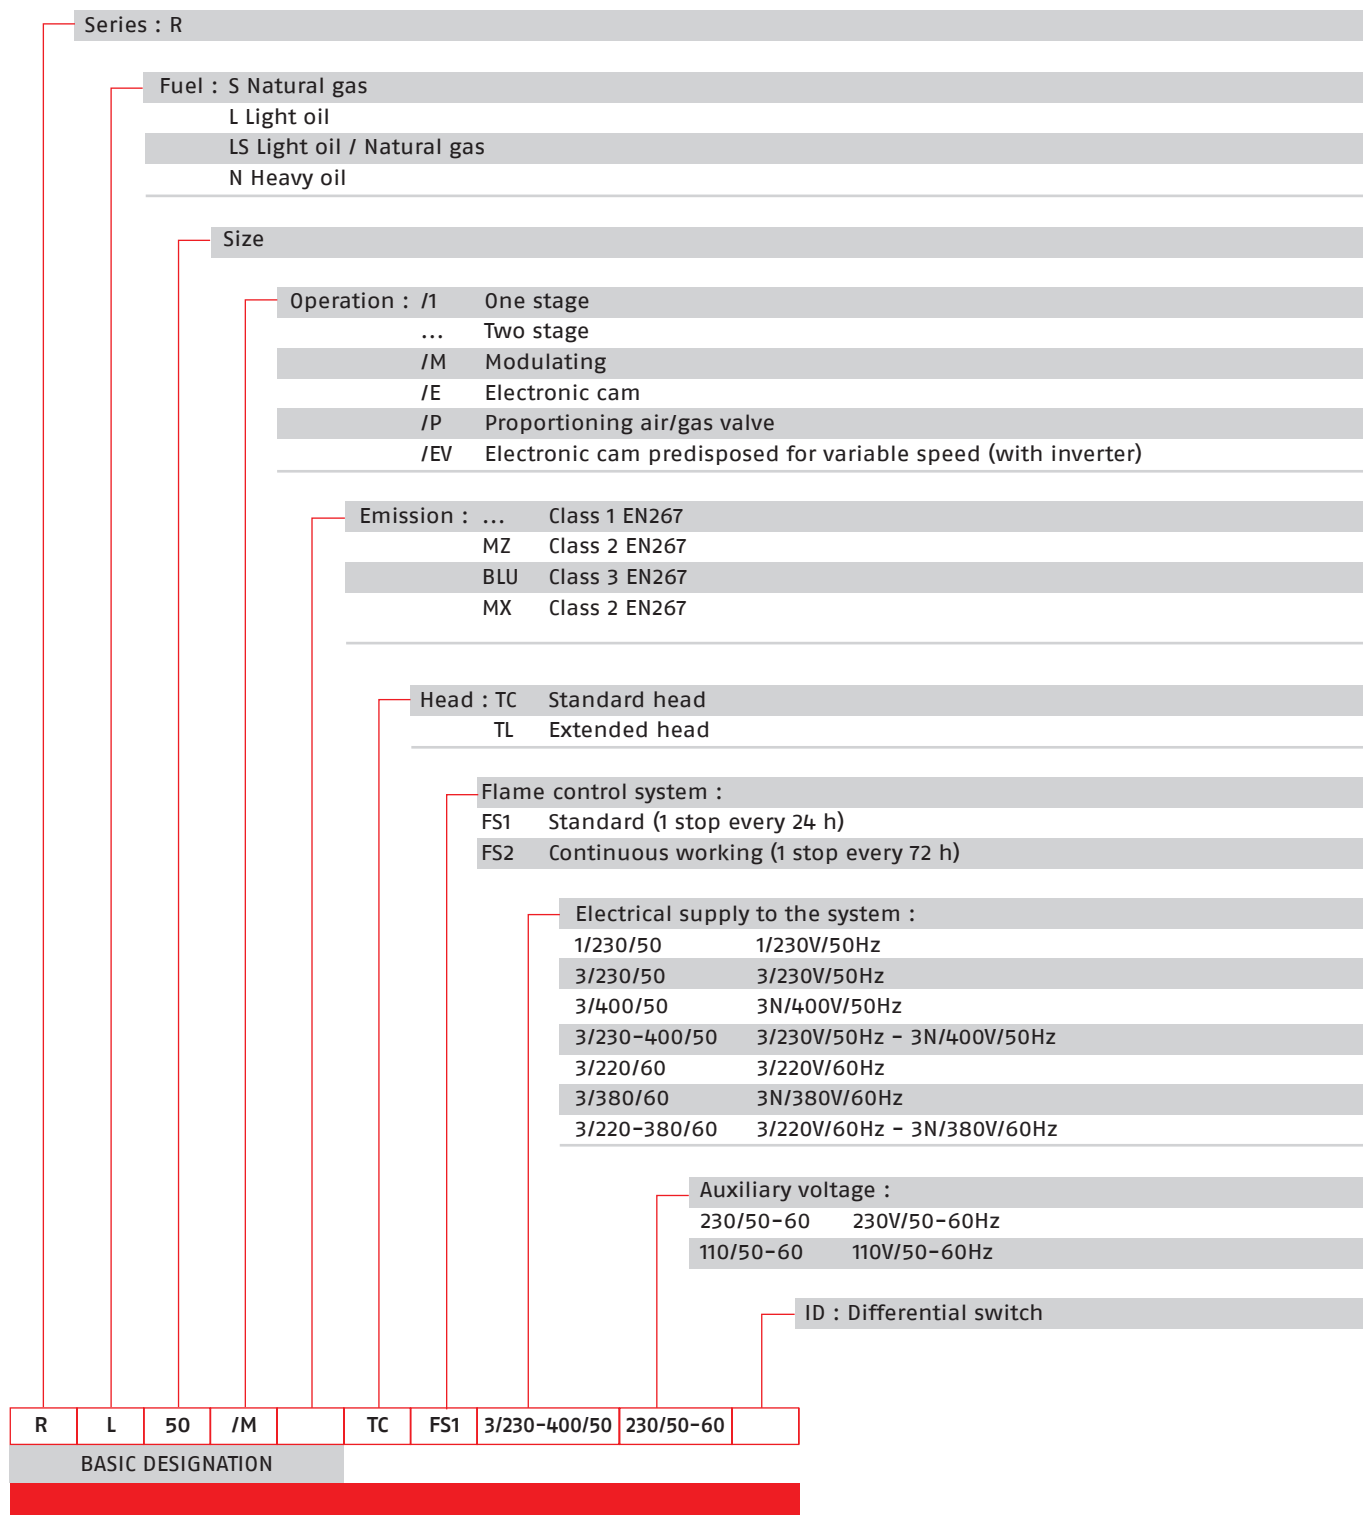 Series : R
Fuel : S Natural gas
L Light oil
LS Light oil / Natural gas
N Heavy oil
Size
Operation : /1 One stage
... Two stage
/M Modulating
/E Electronic cam
/P Proportioning air/gas valve
/EV Electronic cam predisposed for variable speed (with inverter)
Emission : ... Class 1 EN267
MZ Class 2 EN267
BLU Class 3 EN267
MX Class 2 EN267
Head : TC Standard head
TL Extended head
Flame control system :
FS1 Standard (1 stop every 24 h)
FS2 Continuous working (1 stop every 72 h)
Electrical supply to the system :
1/230/50 1/230V/50Hz
3/230/50 3/230V/50Hz
3/400/50 3N/400V/50Hz
3/230-400/50 3/230V/50Hz - 3N/400V/50Hz
3/220/60 3/220V/60Hz
3/380/60 3N/380V/60Hz
3/220-380/60 3/220V/60Hz - 3N/380V/60Hz
Auxiliary voltage :
230/50-60 230V/50-60Hz
110/50-60 110V/50-60Hz
ID : Differential switch
R L 50 /M TC FS1 3/230-400/50 230/50-60
BASIC DESIGNATION